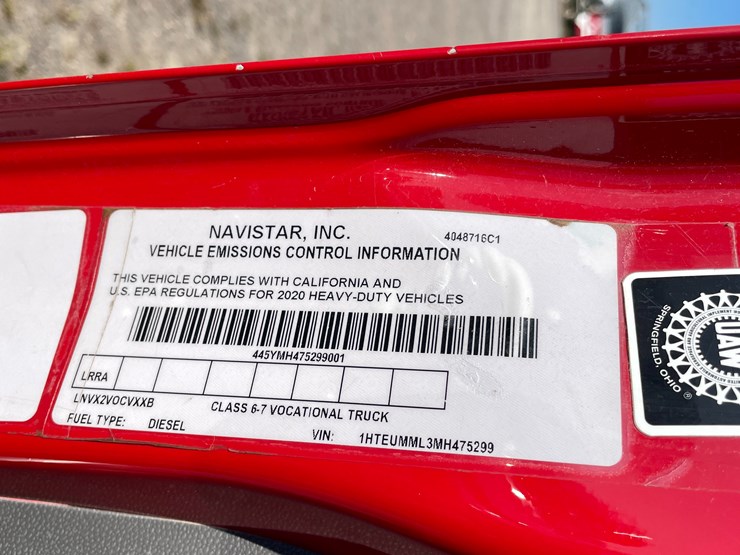 NAVISTAR, INC.
4048716C1
VEHICLE EMISSIONS CONTROL INFORMATION
THIS VEHICLE COMPLIES WITH CALIFORNIA AND
U.S. EPA REGULATIONS FOR 2020 HEAVY-DUTY VEHICLES
445YMH475299001
LRRA
LNVX2VOCVXXB
CLASS 6-7 VOCATIONAL TRUCK
FUEL TYPE: DIESEL
VIN: 1HTEUMML3MH475299
UAW
SPRINGFIELD, OHIO